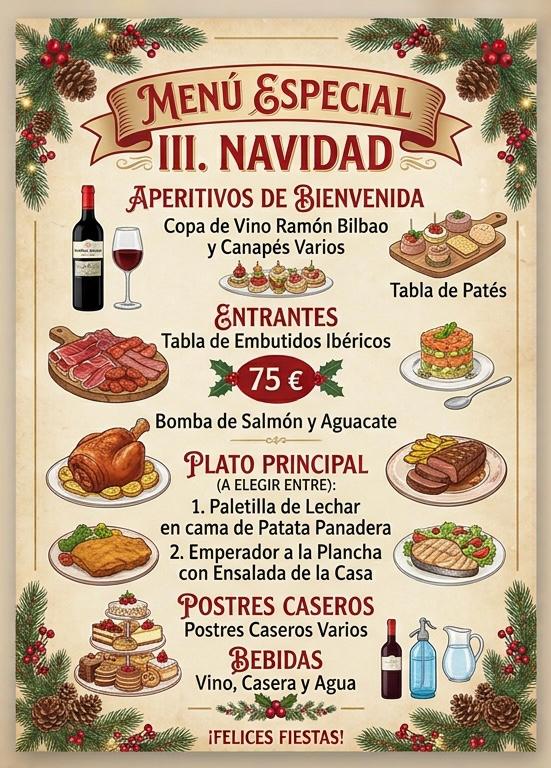 MENÚ ESPECIAL
III. NAVIDAD
APERITIVOS DE BIENVENIDA
Copa de Vino Ramón Bilbao
y Canapés Varios
Tabla de Patés
ENTRANTES
Tabla de Embutidos Ibéricos
75 €
Bomba de Salmón y Aguacate
PLATO PRINCIPAL
(A ELEGIR ENTRE):
1. Paletilla de Lechar
en cama de Patata Panadera
2. Emperador a la Plancha
con Ensalada de la Casa
POSTRES CASEROS
Postres Caseros Varios
BEBIDAS
Vino, Casera y Agua
¡FELICES FIESTAS!